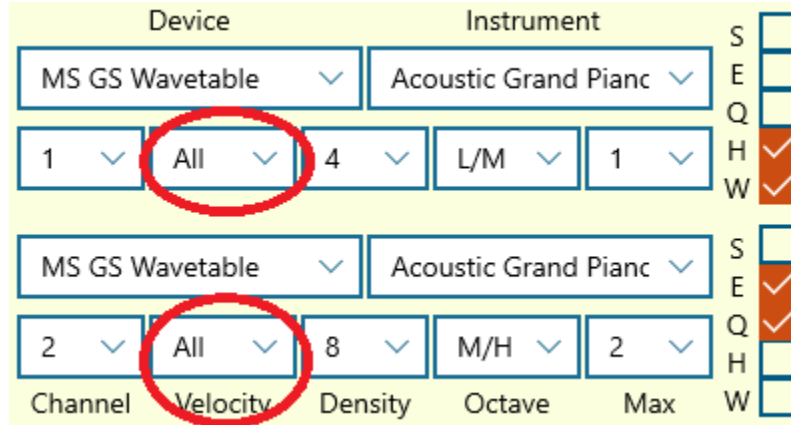 Device Instrument S
MS GS Wavetable Acoustic Grand Pianc E
Q
1 All 4 L/M 1 H
W
MS GS Wavetable Acoustic Grand Pianc S
E
2 All 8 M/H 2 Q
H
Channel Velocity Density Octave Max W